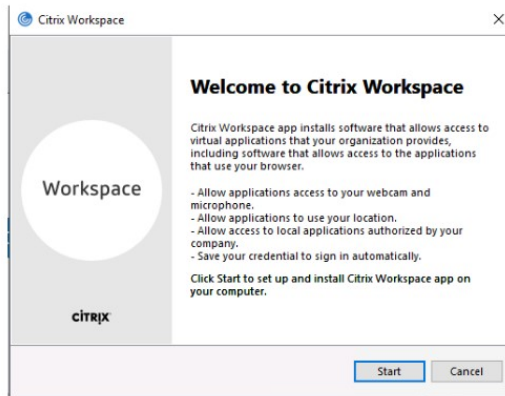 Citrix Workspace
Welcome to Citrix Workspace
Citrix Workspace app installs software that allows access to
virtual applications that your organization provides,
including software that allows access to the applications
that use your browser.
- Allow applications access to your webcam and
microphone.
- Allow applications to use your location.
- Allow access to local applications authorized by your
company.
- Save your credential to sign in automatically.
Click Start to set up and install Citrix Workspace app on
your computer.
Workspace
CİTRIX
Start
Cancel